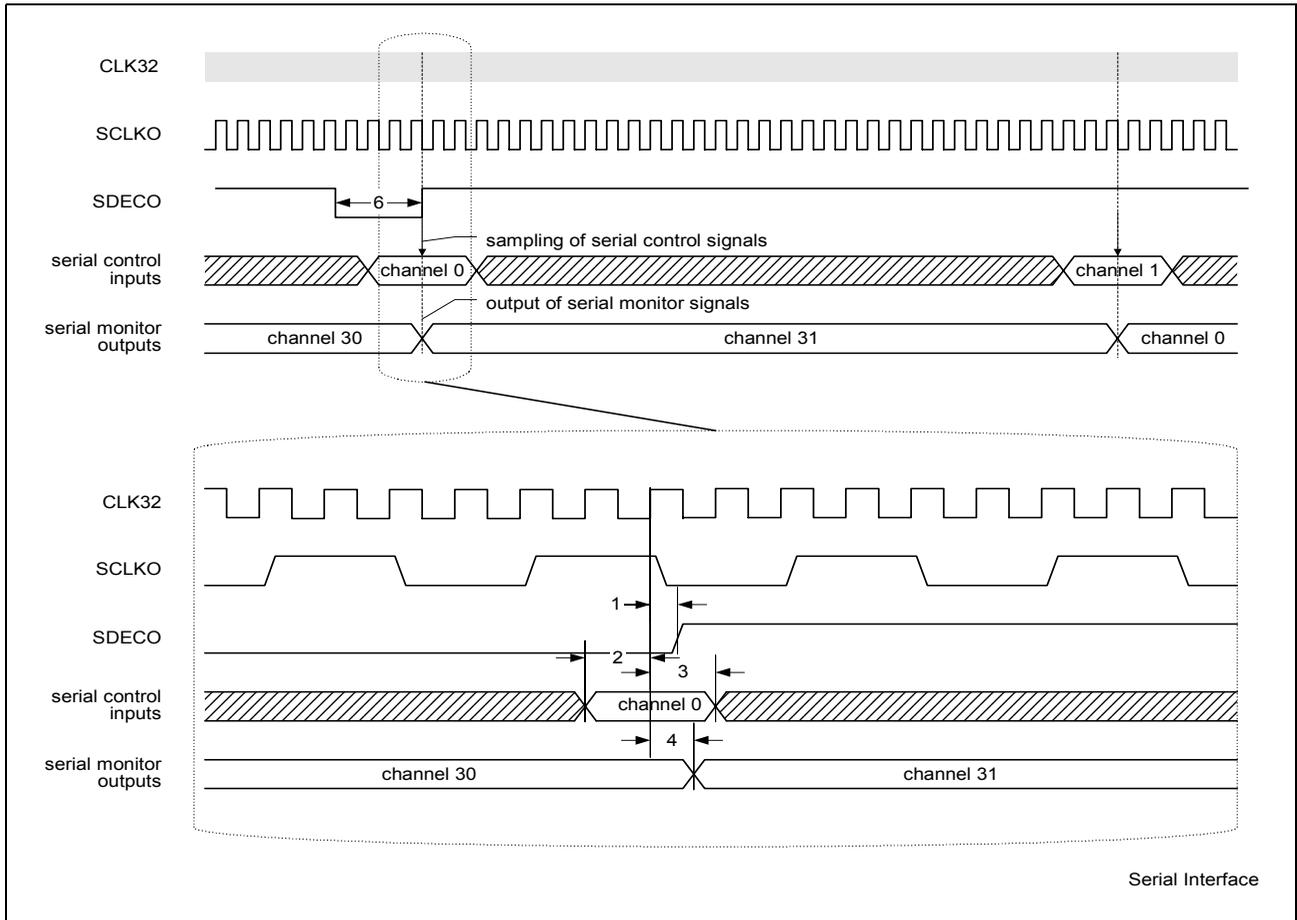 CLK32
SCLKO
SDECO
6
sampling of serial control signals
serial control
inputs
channel 0
channel 1
output of serial monitor signals
serial monitor
outputs
channel 30
channel 31
channel 0
CLK32
SCLKO
1
SDECO
2
3
serial control
inputs
channel 0
4
serial monitor
outputs
channel 30
channel 31
Serial Interface